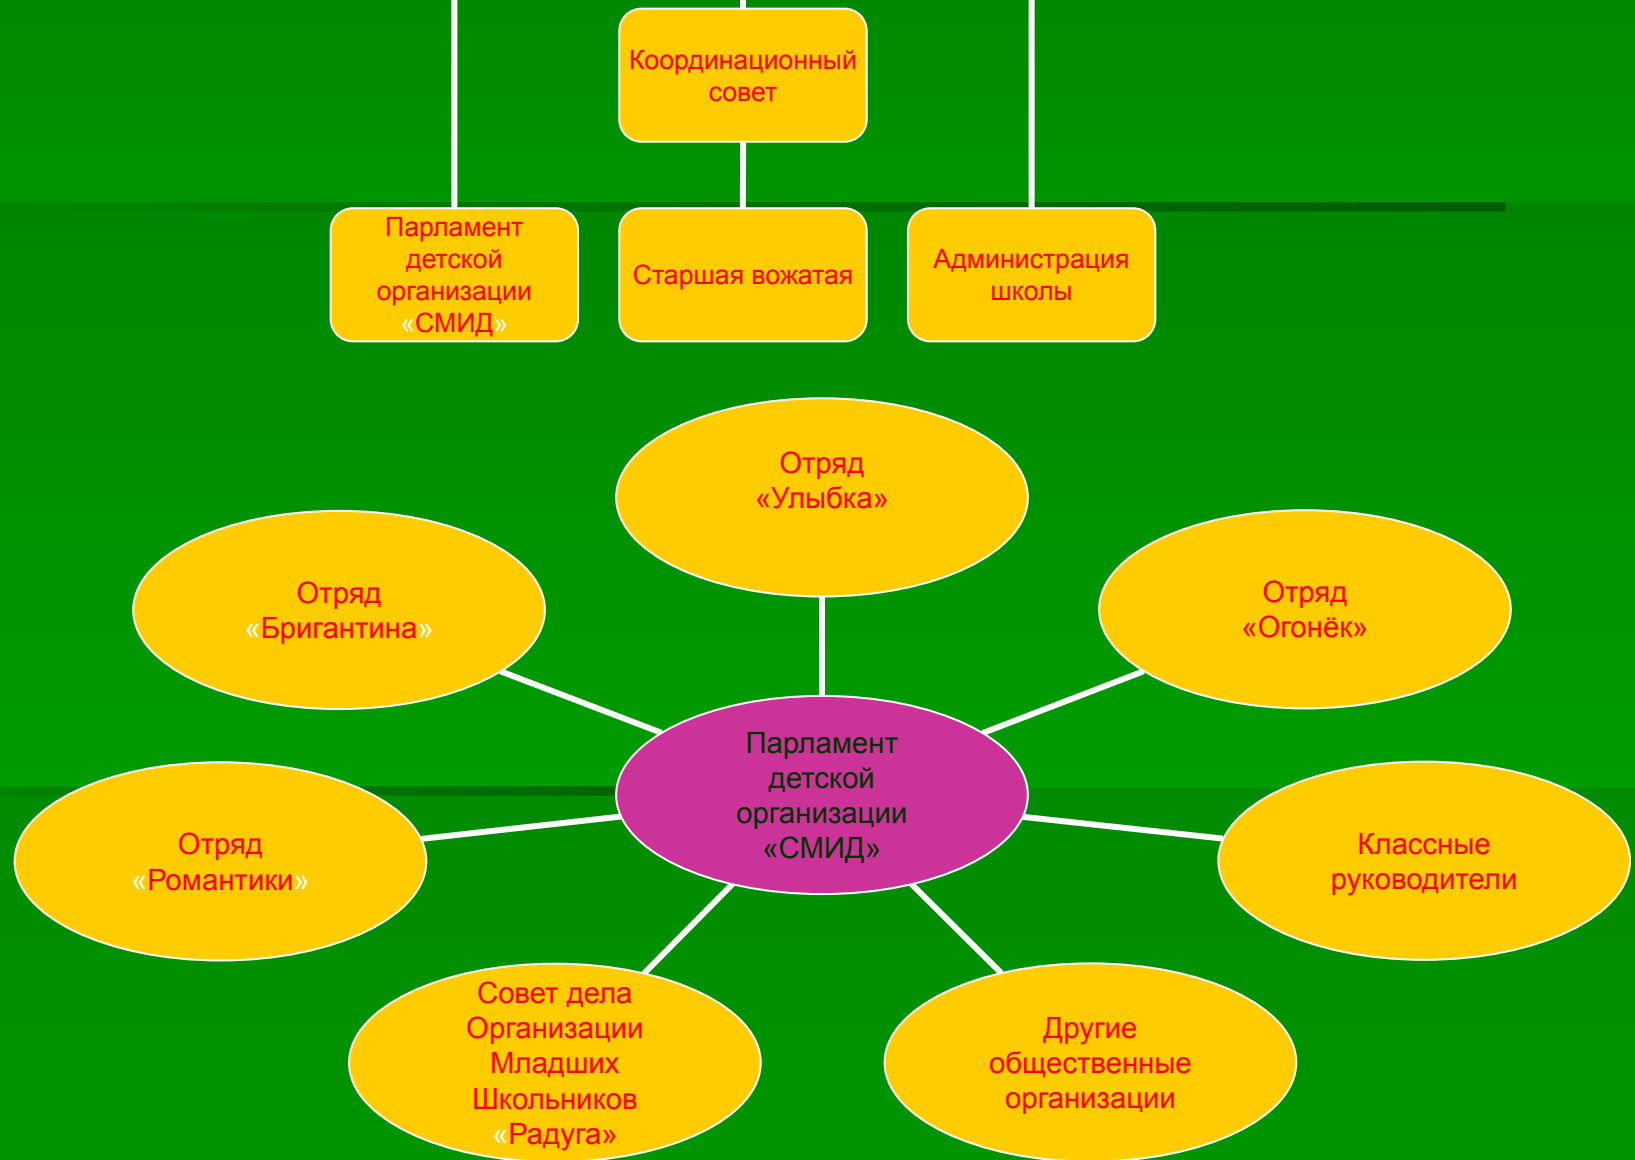 Координационный
совет
Парламент
детской
организации
«СМИД»
Старшая вожатая
Администрация
школы
Отряд
«Улыбка»
Отряд
«Бригантина»
Отряд
«Огонёк»
Парламент
детской
организации
«СМИД»
Отряд
«Романтики»
Классные
руководители
Совет дела
Организации
Младших
Школьников
«Радуга»
Другие
общественные
организации